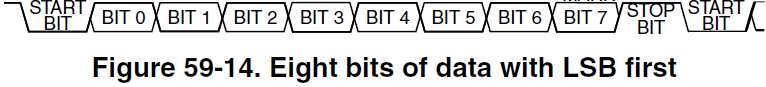 START BIT BIT 0 BIT 1 BIT 2 BIT 3 BIT 4 BIT 5 BIT 6 BIT 7 STOP BIT START BIT
Figure 59-14. Eight bits of data with LSB first